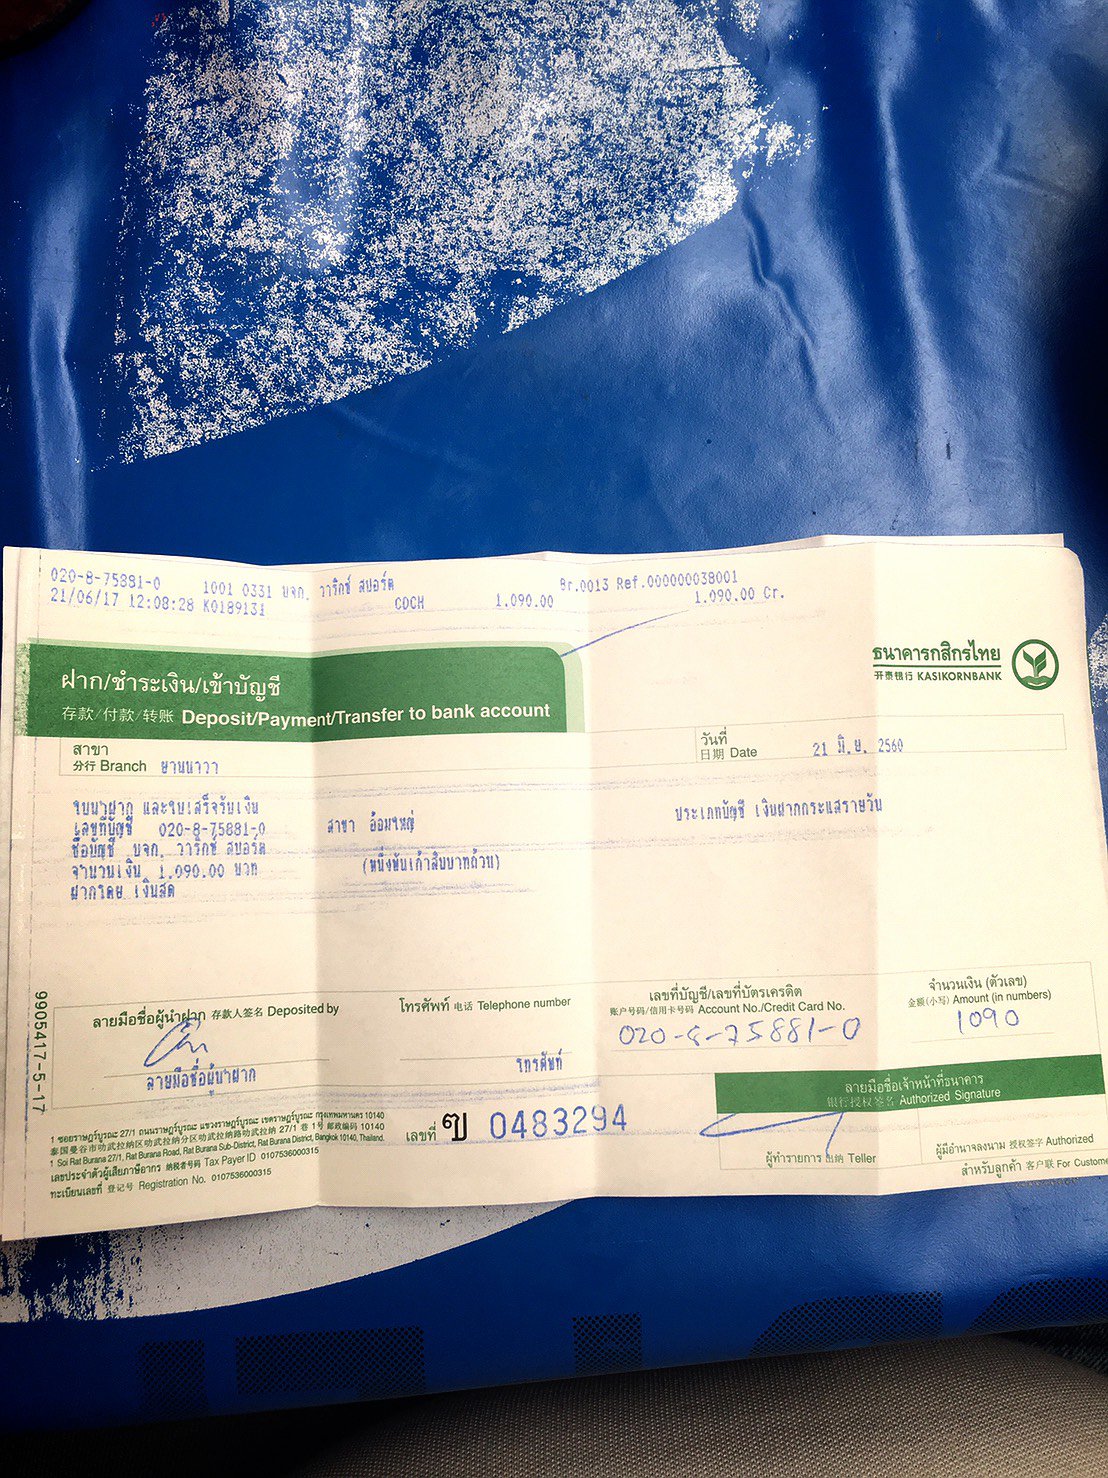 020-8-75881-0 1001 0331 บจก. วาริกซ์ สปอร์ต Br.0013 Ref.00000003B001
21/06/17 12:08:28 K0189131 CDCH 1,090.00 1,090.00 Cr.
ธนาคารกสิกรไทย
开泰银行 KASIKORNBANK
ฝาก/ชำระเงิน/เข้าบัญชี
存款/付款/转账 Deposit/Payment/Transfer to bank account
สาขา
分行 Branch ยานนาวา
วันที่
日期 Date 21 มิ.ย. 2560
ใบนำฝาก และใบเสร็จรับเงิน
เลขที่บัญชี 020-8-75881-0 สาขา อ้อมใหญ่ ประเภทบัญชี เงินฝากกระแสรายวัน
ชื่อบัญชี บจก. วาริกซ์ สปอร์ต
จำนวนเงิน 1,090.00 บาท (หนึ่งพันเก้าสิบบาทถ้วน)
ฝากโดย เงินสด
ลายมือชื่อผู้นำฝาก 存款人签名 Deposited by
โทรศัพท์ 电话 Telephone number
เลขที่บัญชี/เลขที่บัตรเครดิต
账户号码/信用卡号码 Account No./Credit Card No.
020-8-75881-0
จำนวนเงิน (ตัวเลข)
金额(小写) Amount (in numbers)
1090
ลายมือชื่อผู้นำฝาก
โทรศัพท์
ลายมือชื่อเจ้าหน้าที่ธนาคาร
银行授权签名 Authorized Signature
ผู้ทำรายการ 出纳 Teller
ผู้มีอำนาจลงนาม 授权签字 Authorized
สำหรับลูกค้า 客户联 For Custome
เลขที่ ฃ 0483294
1 ซอยราษฎร์บูรณะ 27/1 ถนนราษฎร์บูรณะ แขวงราษฎร์บูรณะ เขตราษฎร์บูรณะ กรุงเทพมหานคร 10140
泰国曼谷市叻武拉纳区叻武拉纳分区叻武拉纳路叻武拉纳 27/1 巷 1号 邮政编码 10140
1 Soi Rat Burana 27/1, Rat Burana Road, Rat Burana Sub-District, Rat Burana District, Bangkok 10140, Thailand.
เลขประจำตัวผู้เสียภาษีอากร 纳税者号码 Tax Payer ID 0107536000315
ทะเบียนเลขที่ 登记号 Registration No. 0107536000315
9905417-5-17